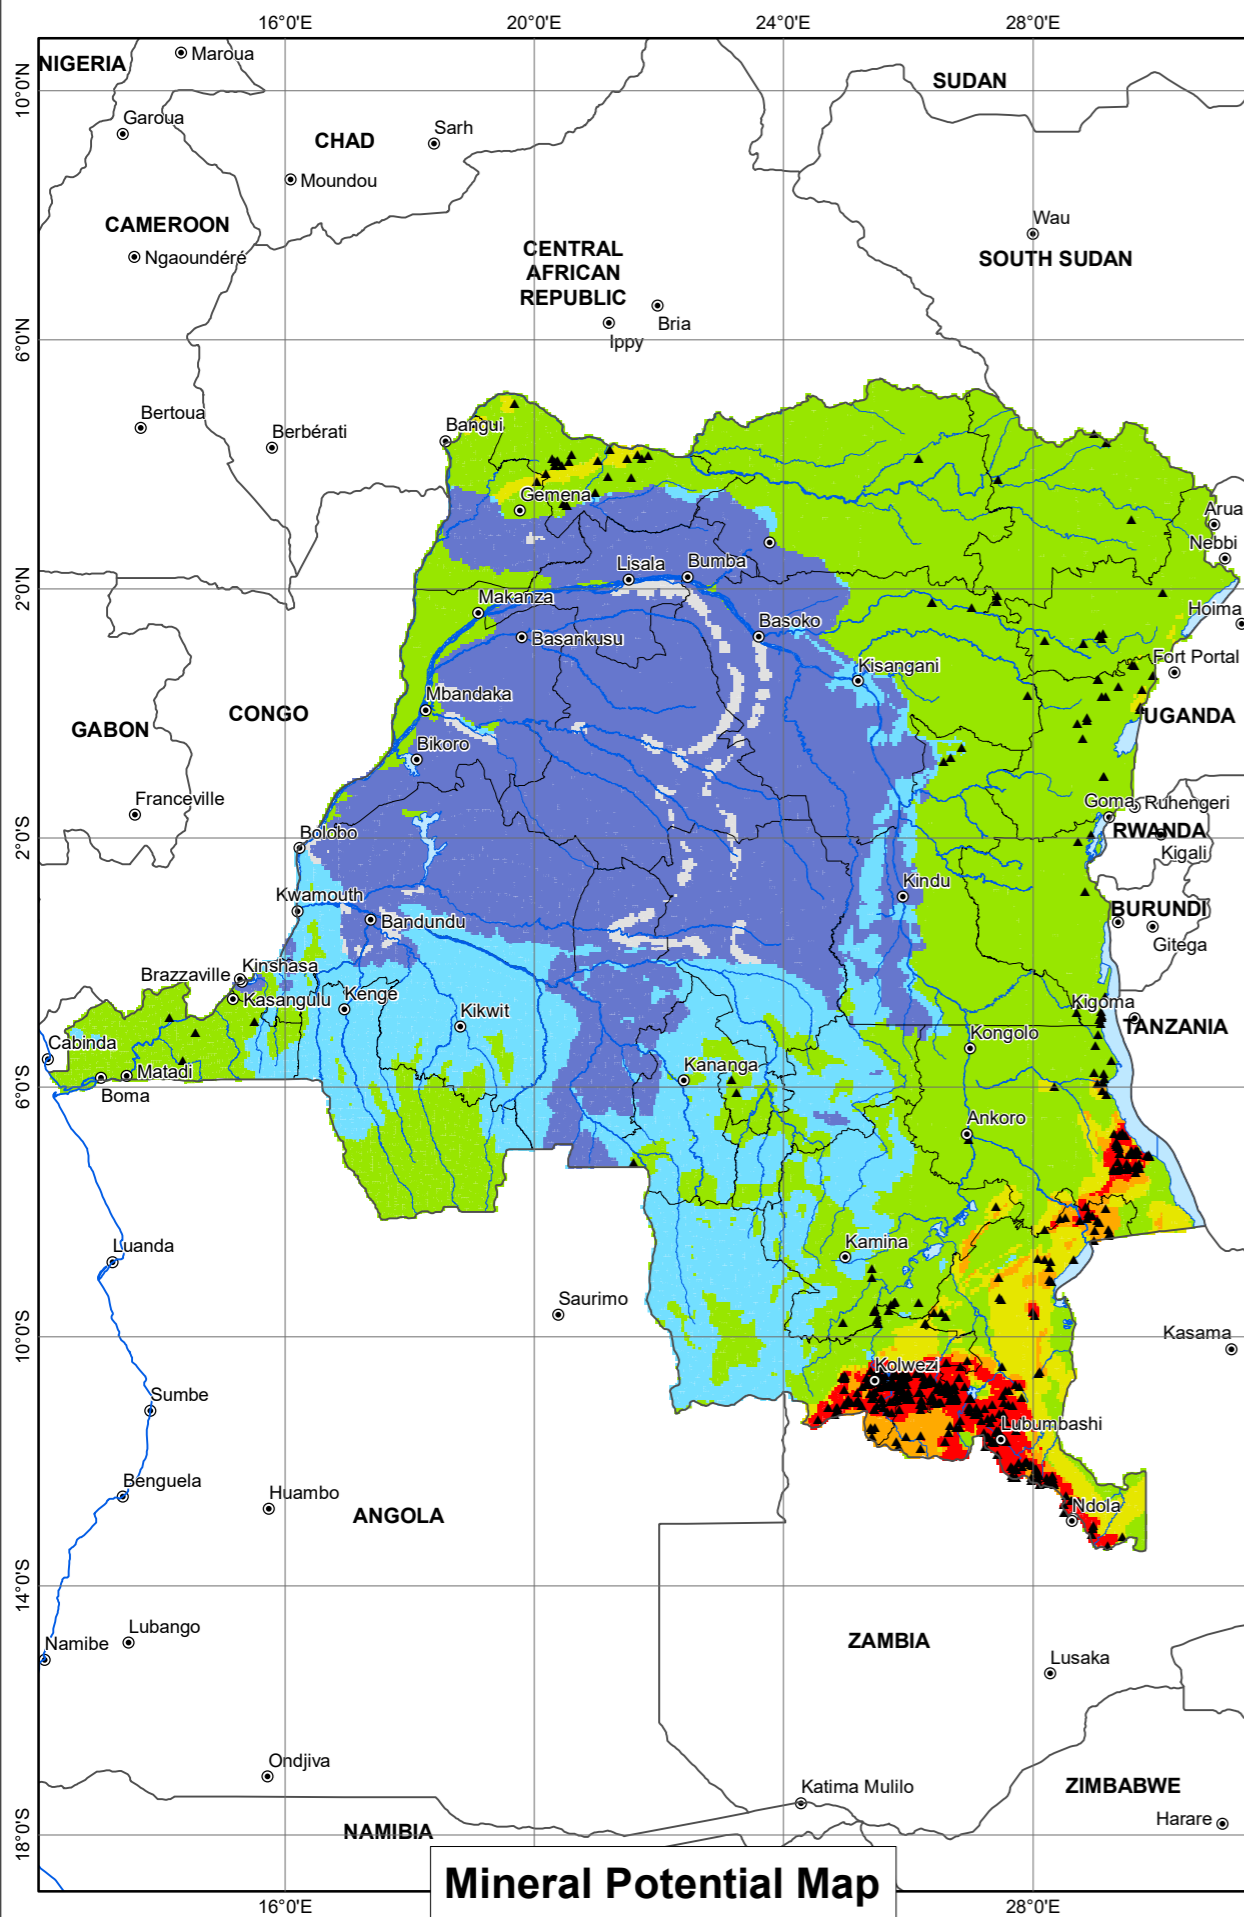 16°0'E
20°0'E
24°0'E
28°0'E
NIGERIA
Maroua
SUDAN
10°0'N
Garoua
CHAD
Sarh
Moundou
CAMEROON
Wau
Ngaoundéré
CENTRAL
AFRICAN
REPUBLIC
SOUTH SUDAN
Bria
Ippy
6°0'N
Bertoua
Berbérati
Bangui
Gemena
Arua
Nebbi
Lisala
Bumba
2°0'N
Makanza
Hoima
Basankusu
Basoko
Kisangani
Fort Portal
Mbandaka
GABON
CONGO
UGANDA
Bikoro
Franceville
Goma
Ruhengeri
2°0'S
Bolobo
RWANDA
Kigali
Kindu
Kwamouth
Bandundu
BURUNDI
Gitega
Brazzaville
Kinshasa
Kasangulu
Kenge
Kikwit
Kigoma
TANZANIA
Cabinda
Kongolo
Matadi
Kananga
6°0'S
Boma
Ankoro
Luanda
Kamina
Saurimo
10°0'S
Kasama
Kolwezi
Sumbe
Lubumbashi
Benguela
Huambo
ANGOLA
Ndola
14°0'S
Lubango
Namibe
ZAMBIA
Lusaka
Ondjiva
Katima Mulilo
ZIMBABWE
Harare
NAMIBIA
18°0'S
Mineral Potential Map
16°0'E
28°0'E